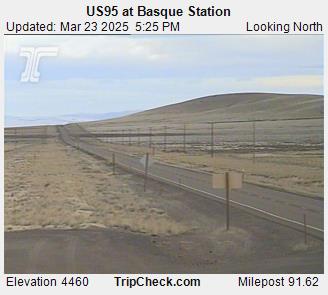 US95 at Basque Station
Updated: Mar 23 2025 5:25 PM Looking North
Elevation 4460 TripCheck.com Milepost 91.62